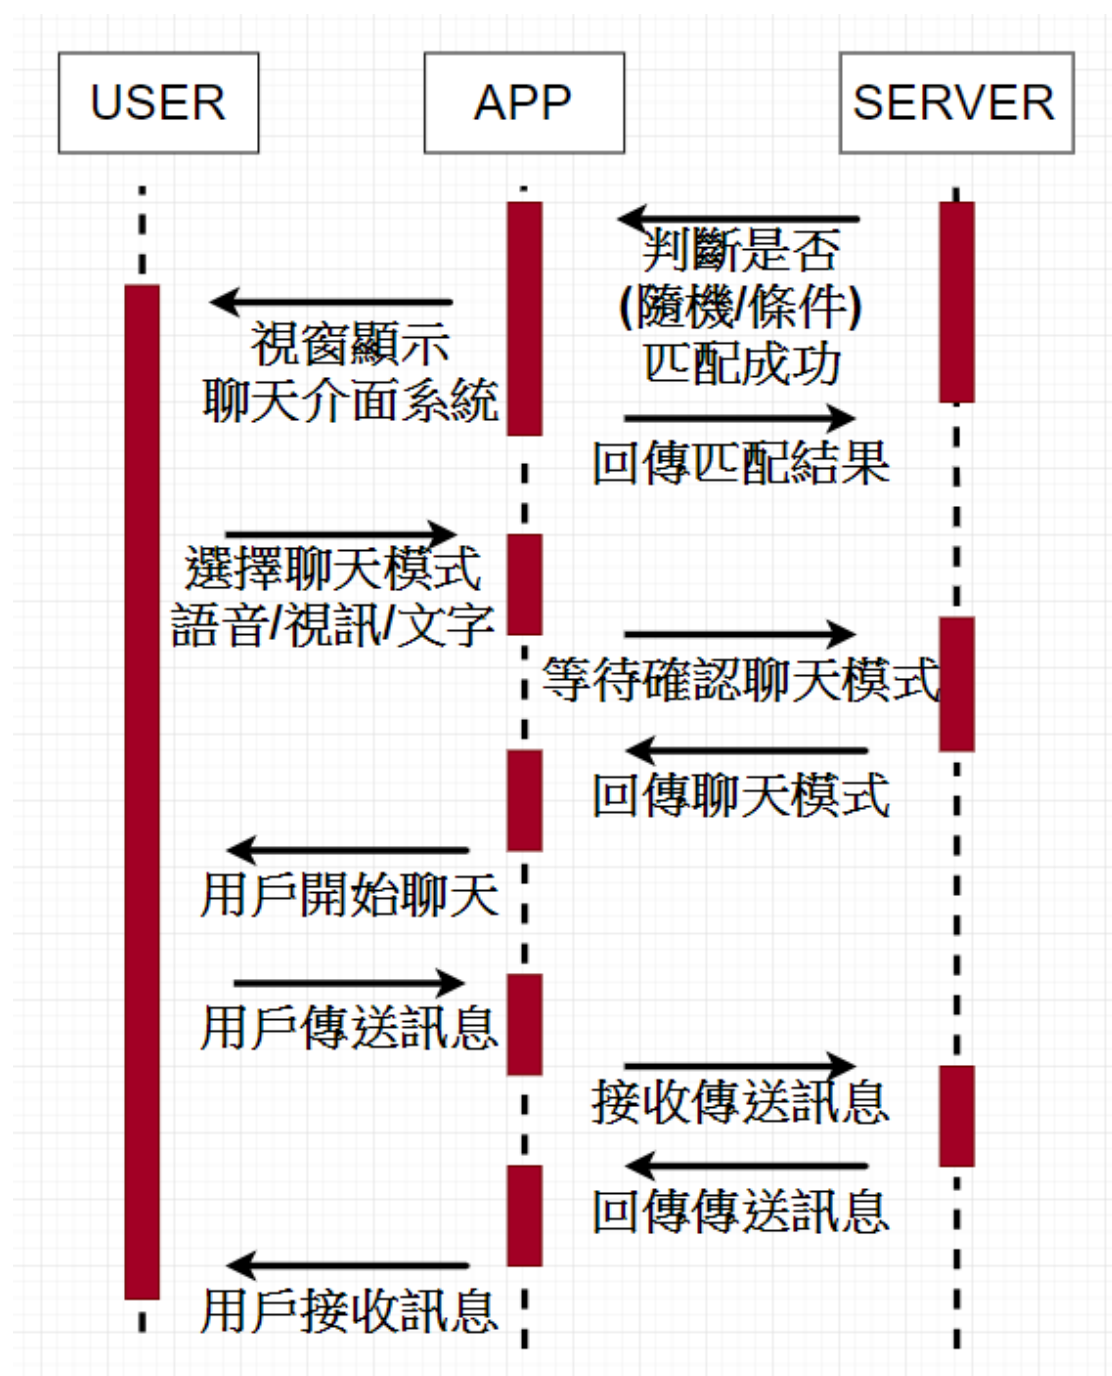 USER
APP
SERVER
判斷是否
(隨機/條件)
匹配成功
視窗顯示
聊天介面系統
回傳匹配結果
選擇聊天模式
語音/視訊/文字
等待確認聊天模式
回傳聊天模式
用戶開始聊天
用戶傳送訊息
接收傳送訊息
回傳傳送訊息
用戶接收訊息